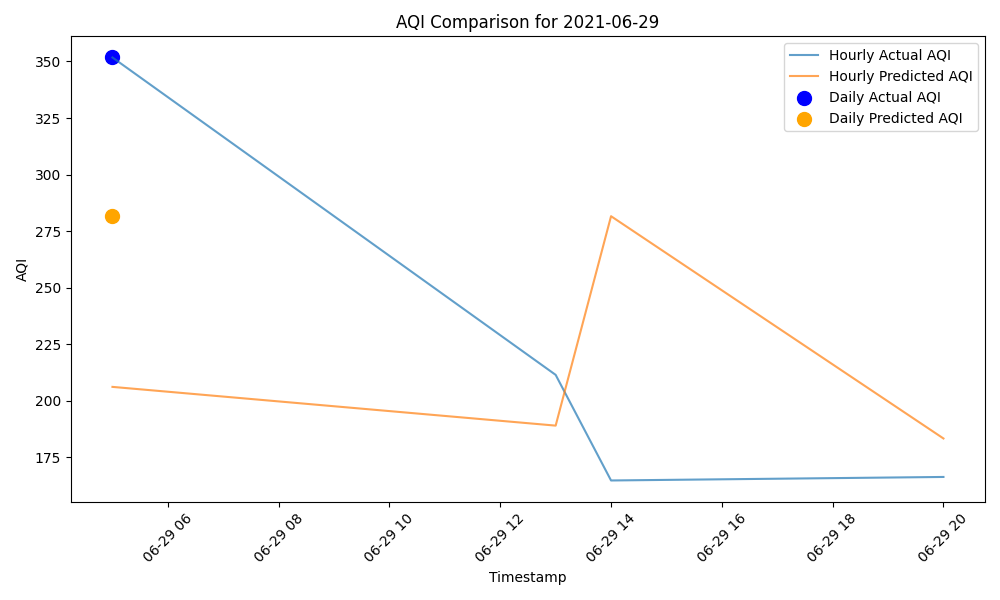 AQI Comparison for 2021-06-29
Hourly Actual AQI
Hourly Predicted AQI
Daily Actual AQI
Daily Predicted AQI
AQI
350
325
300
275
250
225
200
175
06-29 06
06-29 08
06-29 10
06-29 12
06-29 14
06-29 16
06-29 18
06-29 20
Timestamp